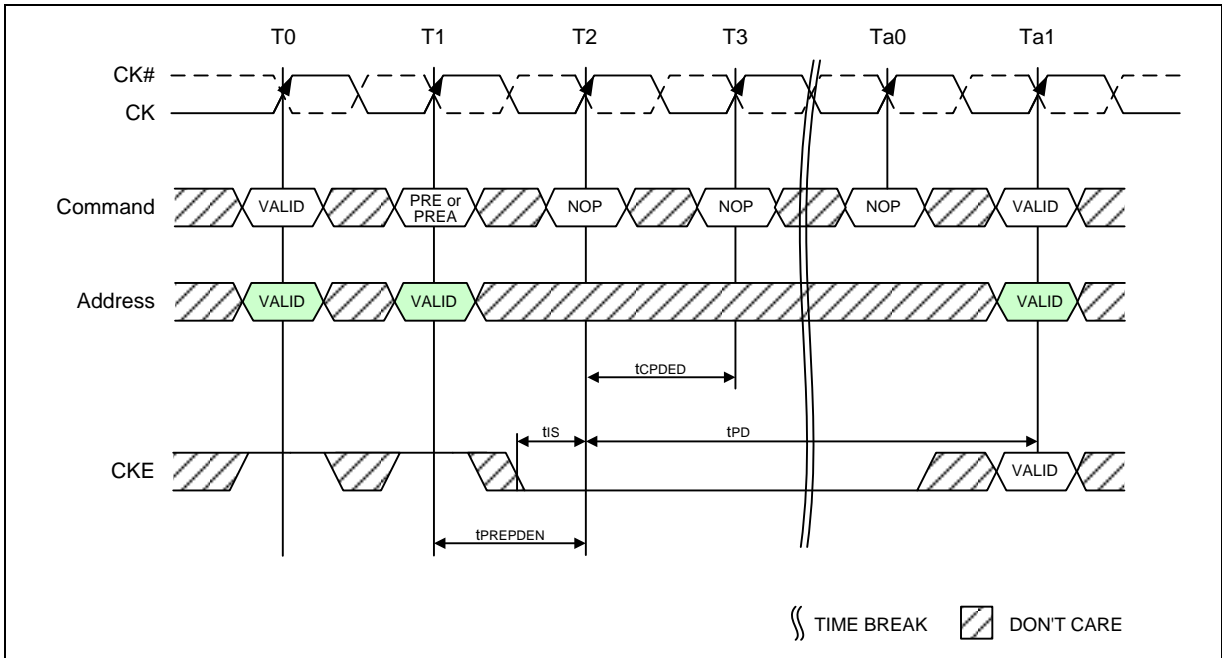 T0 T1 T2 T3 Ta0 Ta1
CK#
CK
Command VALID PRE or PREA NOP NOP NOP VALID
Address VALID VALID VALID
tCPDED
tIS tPD
CKE VALID
tPREPDEN
TIME BREAK DON'T CARE